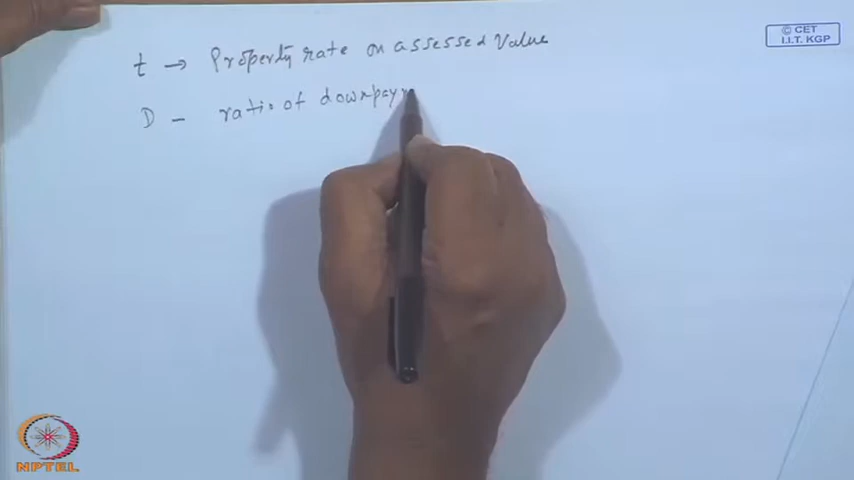 t → Property rate on assessed Value
D - ratio of downpay
© CET
I.I.T. KGP
NPTEL